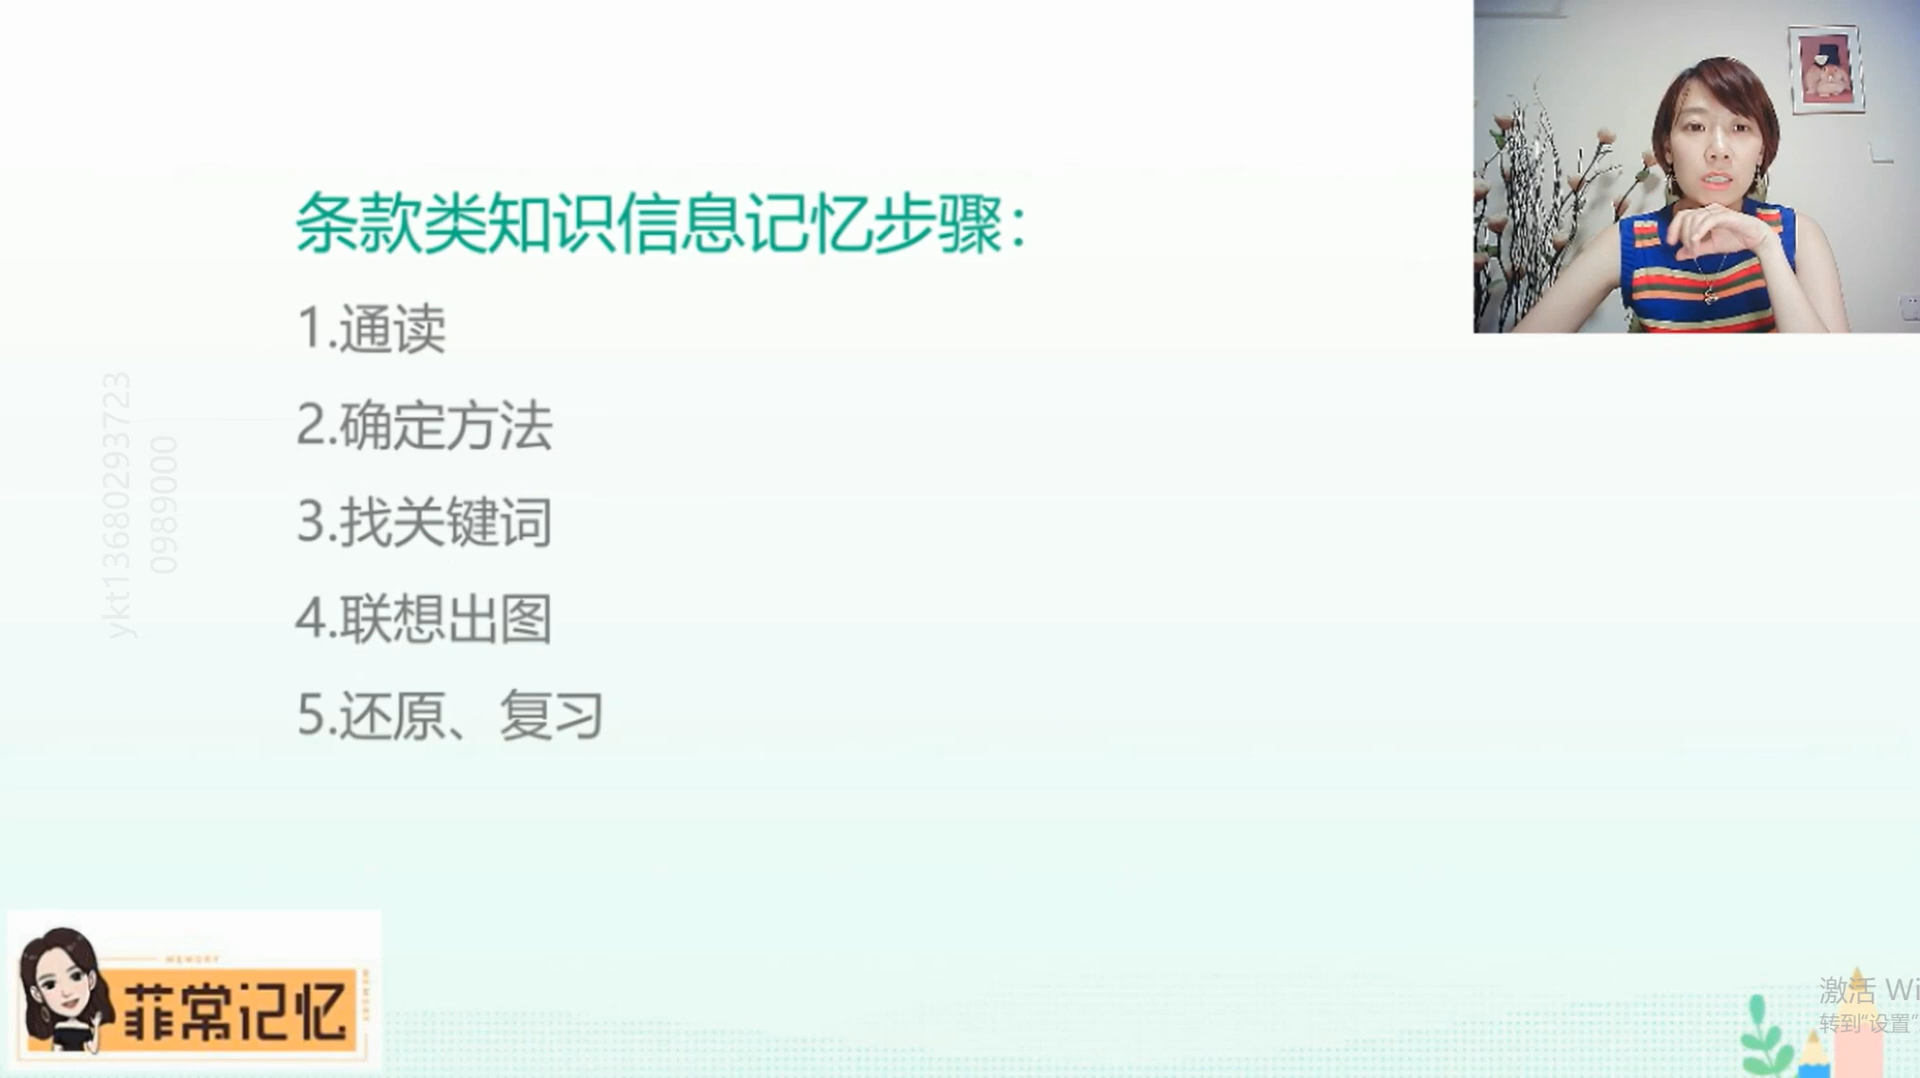 条款类知识信息记忆步骤：
1.通读
2.确定方法
3.找关键词
4.联想出图
5.还原、复习
ykt13680293723
0989000
MEMORY
菲常记忆
激活 Wi
转到"设置"